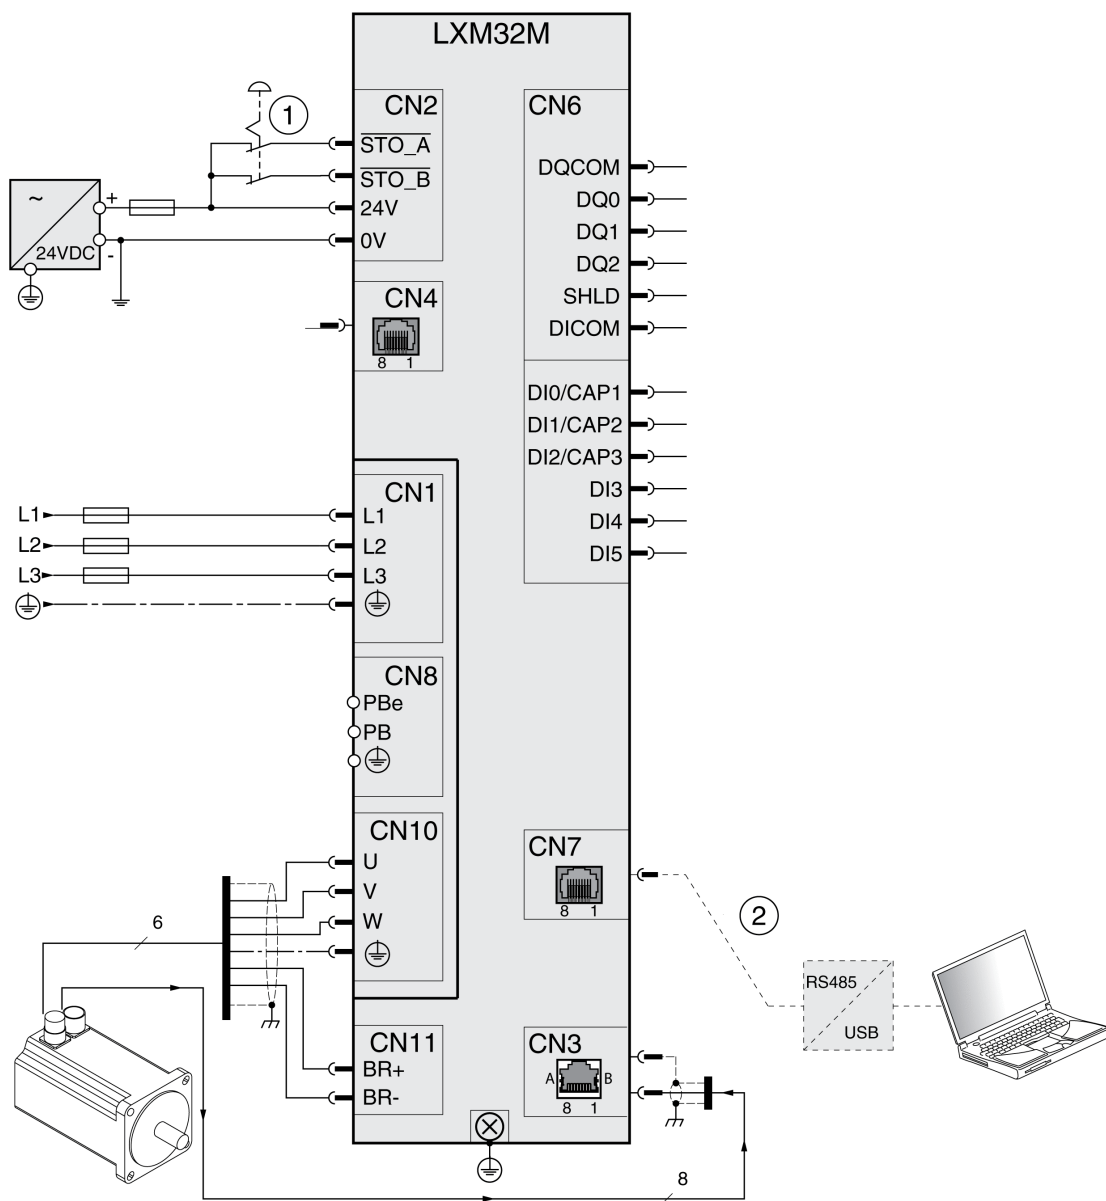 LXM32M
1
CN2
STO_A
STO_B
24V
0V
~
+
24VDC
-
CN6
DQCOM
DQ0
DQ1
DQ2
SHLD
DICOM
CN4
8 1
DI0/CAP1
DI1/CAP2
DI2/CAP3
DI3
DI4
DI5
CN1
L1 L1
L2 L2
L3 L3
CN8
PBe
PB
CN10
U
V
W
6
CN7
8 1
2
RS485
USB
CN11
BR+
BR-
CN3
A B
8 1
8